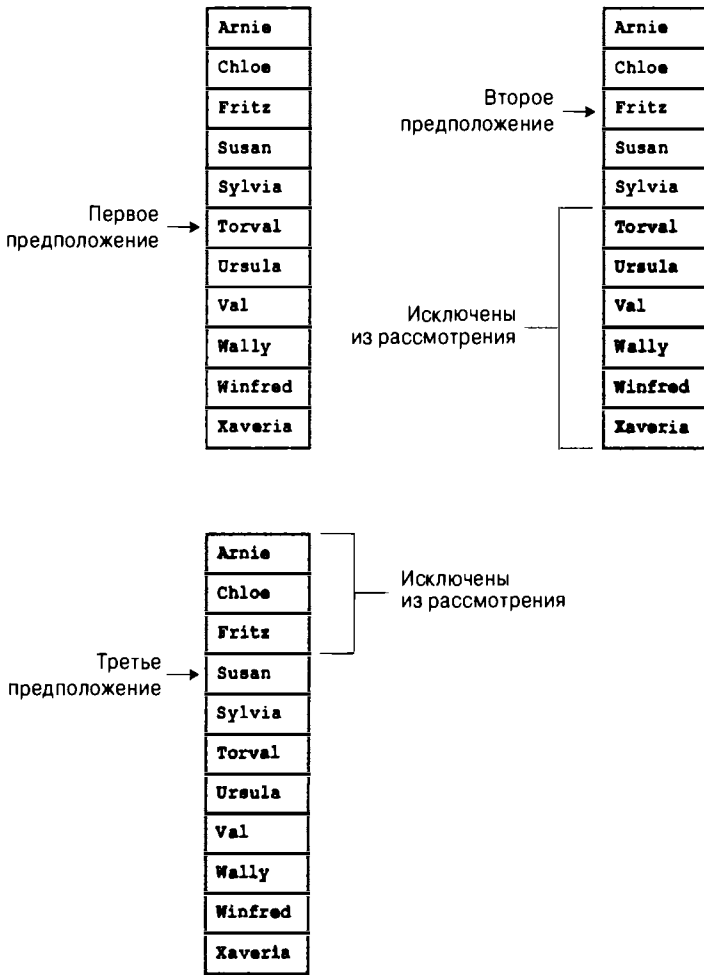 Arnie
Chloe
Fritz
Susan
Sylvia
Первое
предположение
Torval
Ursula
Val
Wally
Winfred
Xaveria
Arnie
Chloe
Второе
предположение
Fritz
Susan
Sylvia
Torval
Ursula
Val
Исключены
из рассмотрения
Wally
Winfred
Xaveria
Arnie
Chloe
Fritz
Исключены
из рассмотрения
Третье
предположение
Susan
Sylvia
Torval
Ursula
Val
Wally
Winfred
Xaveria